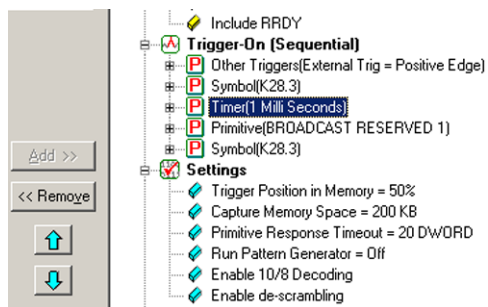 Include RRDY
Trigger-On (Sequential)
P Other Triggers(External Trig = Positive Edge)
P Symbol(K28.3)
P Timer(1 Milli Seconds)
P Primitive(BROADCAST RESERVED 1)
P Symbol(K28.3)
Settings
Trigger Position in Memory = 50%
Capture Memory Space = 200 KB
Primitive Response Timeout = 20 DWORD
Run Pattern Generator = Off
Enable 10/8 Decoding
Enable de-scrambling
Add >>
<< Remove